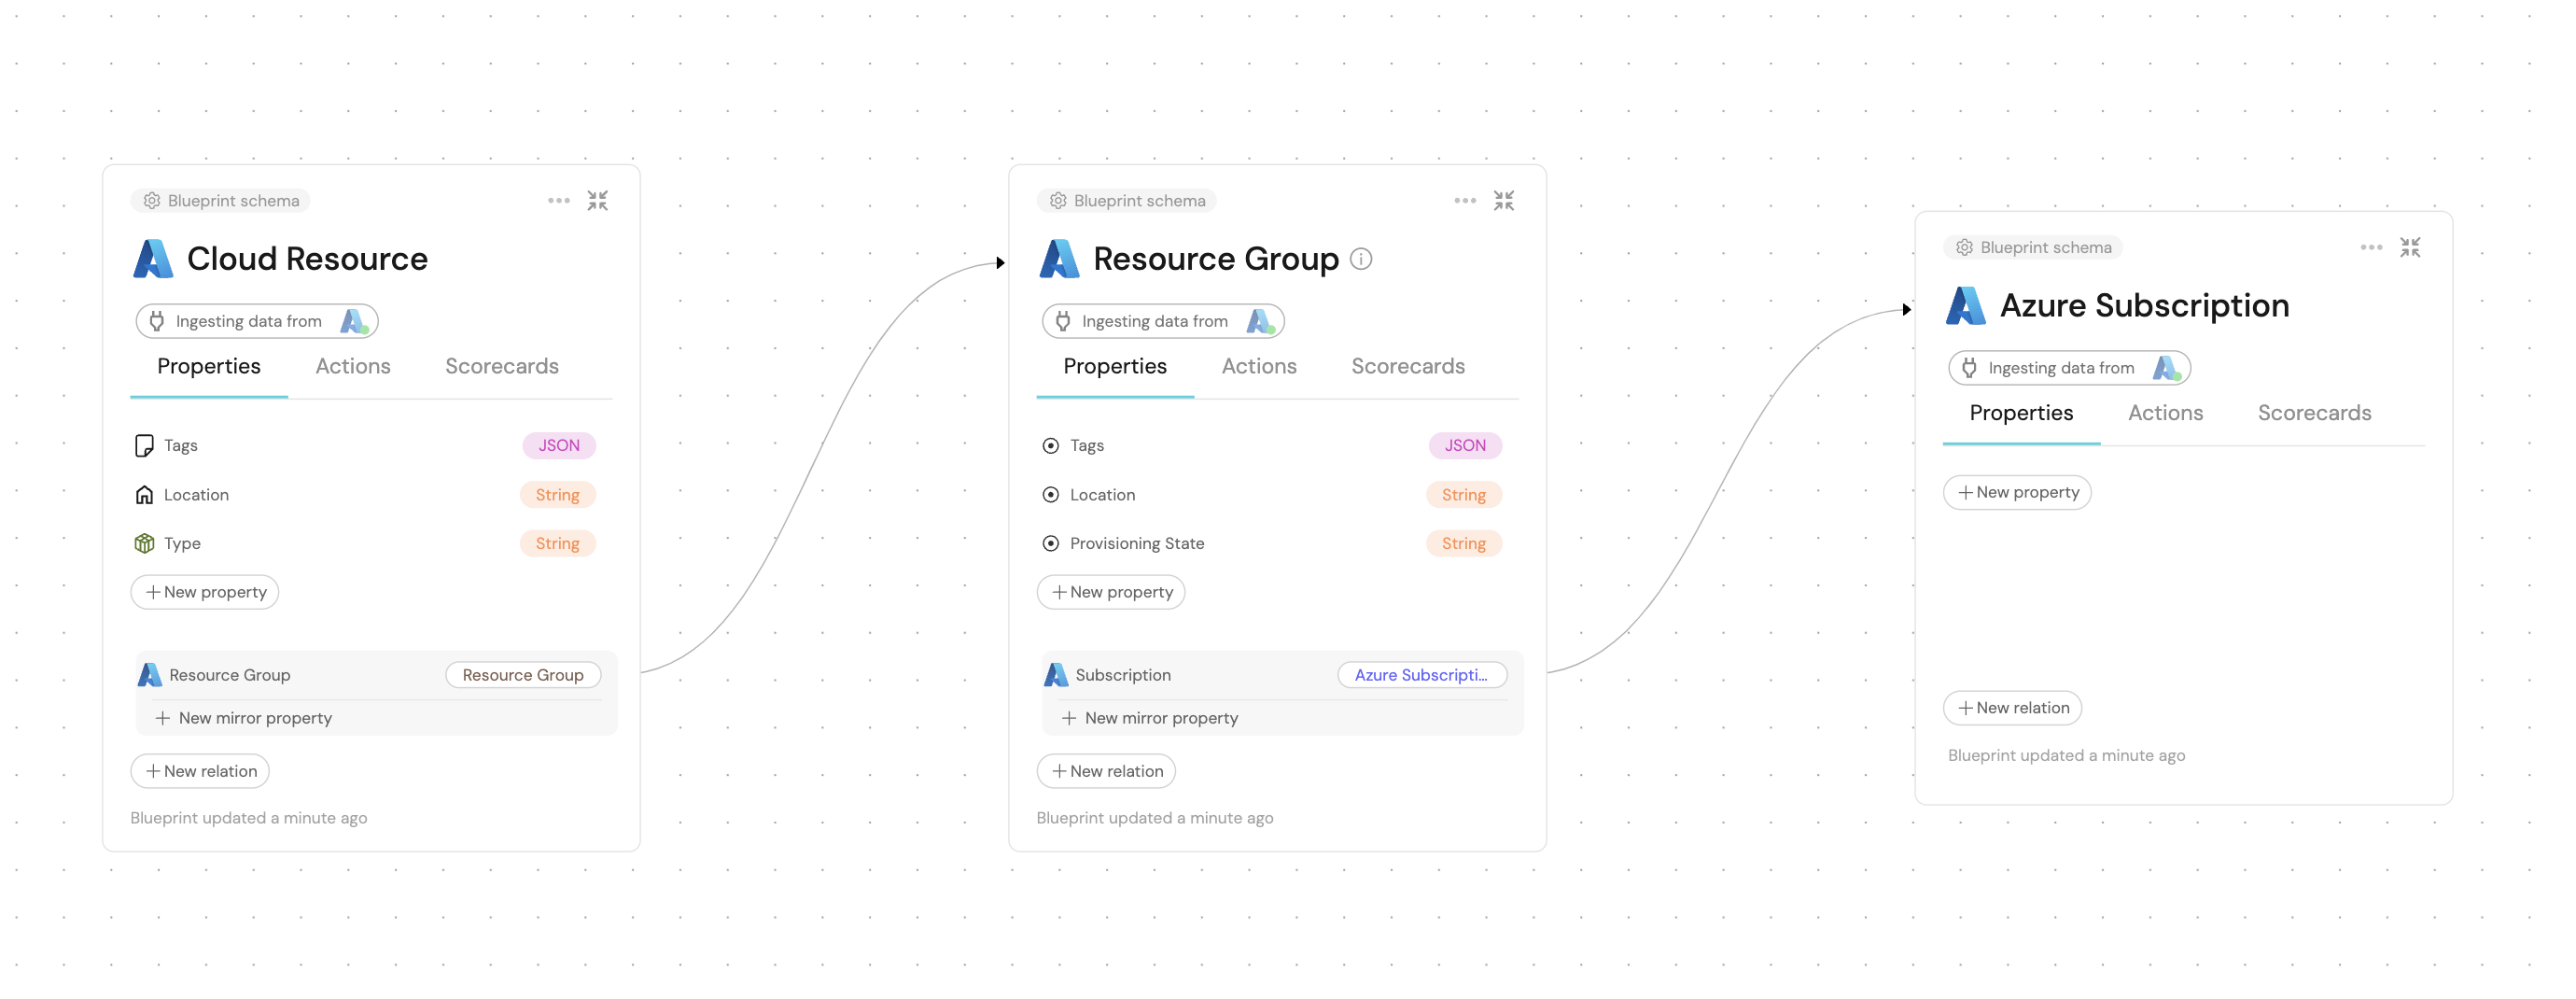 Blueprint schema
Cloud Resource
Ingesting data from
Properties Actions Scorecards
Tags JSON
Location String
Type String
+ New property
Resource Group Resource Group
+ New mirror property
+ New relation
Blueprint updated a minute ago
Blueprint schema
Resource Group
Ingesting data from
Properties Actions Scorecards
Tags JSON
Location String
Provisioning State String
+ New property
Subscription Azure Subscripti...
+ New mirror property
+ New relation
Blueprint updated a minute ago
Blueprint schema
Azure Subscription
Ingesting data from
Properties Actions Scorecards
+ New property
+ New relation
Blueprint updated a minute ago